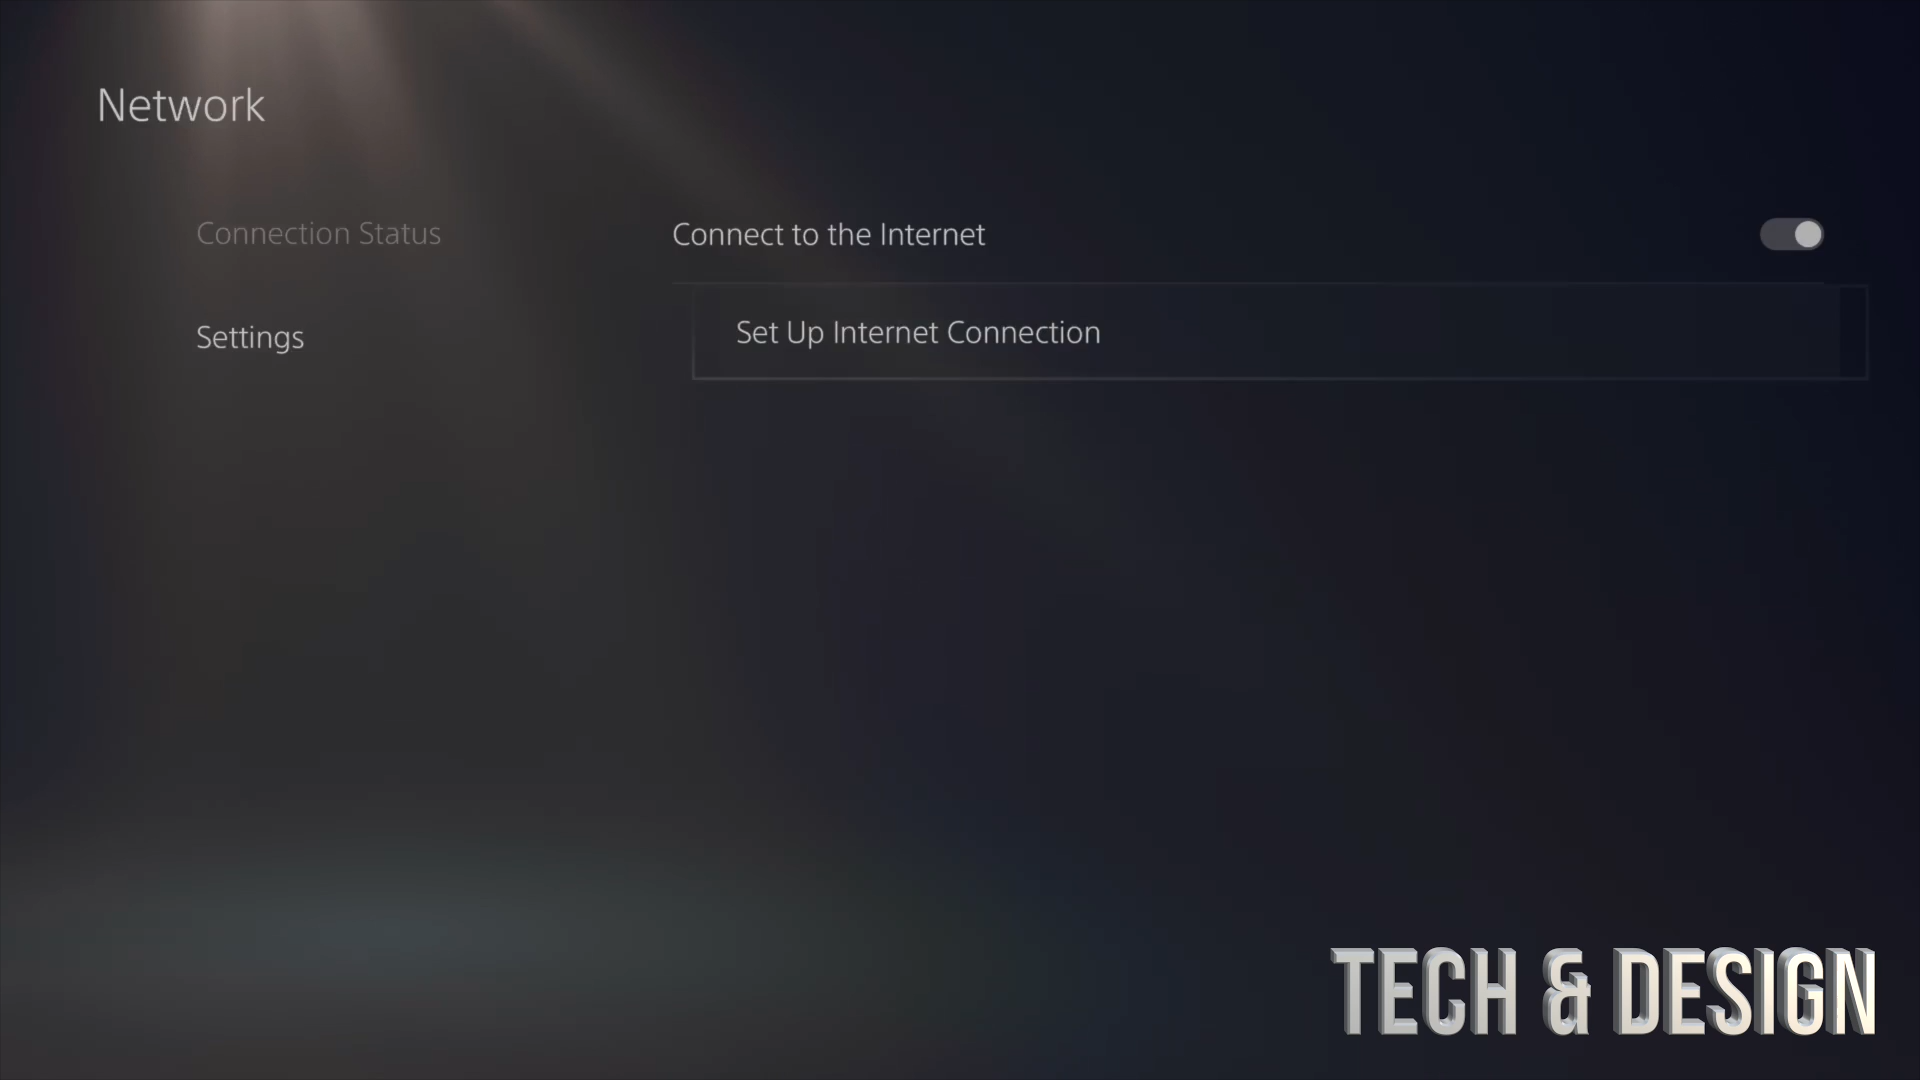 Network
Connection Status
Connect to the Internet
Settings
Set Up Internet Connection
TECH & DESIGN